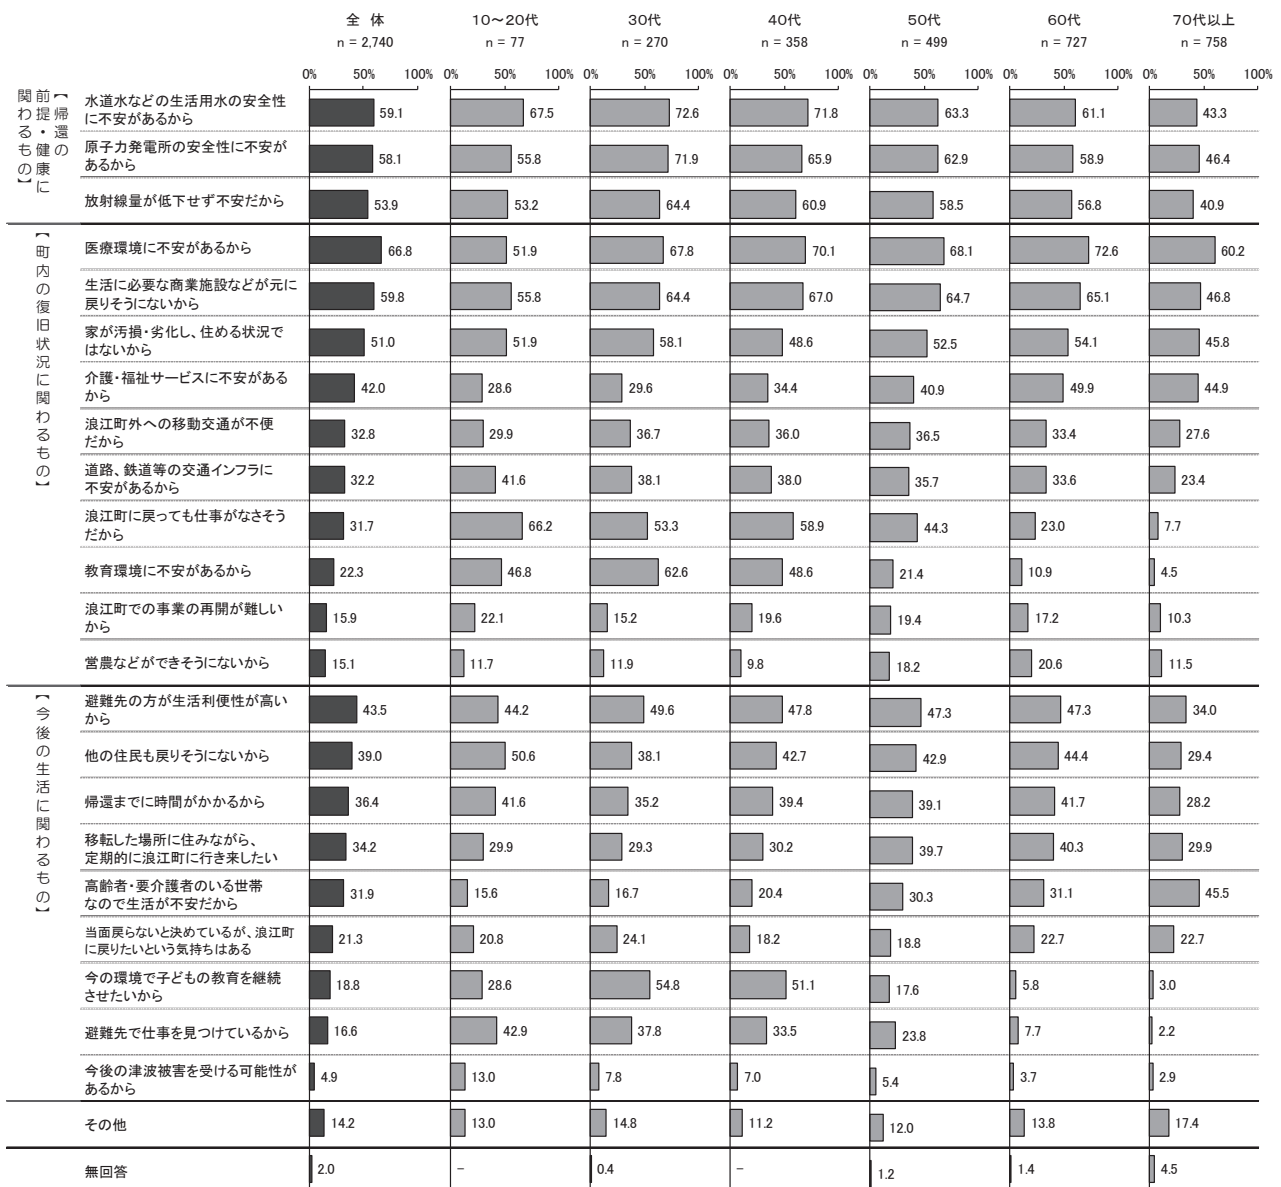 全 体 10～20代 30代 40代 50代 60代 70代以上
n = 2,740 n = 77 n = 270 n = 358 n = 499 n = 727 n = 758
0% 50% 100% 0% 50% 100% 0% 50% 100% 0% 50% 100% 0% 50% 100% 0% 50% 100% 0% 50% 100%
【帰還の
前提・健康に
関わるもの】
水道水などの生活用水の安全性
に不安があるから
59.1 67.5 72.6 71.8 63.3 61.1 43.3
原子力発電所の安全性に不安が
あるから
58.1 55.8 71.9 65.9 62.9 58.9 46.4
放射線量が低下せず不安だから
53.9 53.2 64.4 60.9 58.5 56.8 40.9
【町内の復旧状況に関わるもの】
医療環境に不安があるから
66.8 51.9 67.8 70.1 68.1 72.6 60.2
生活に必要な商業施設などが元に
戻りそうにないから
59.8 55.8 64.4 67.0 64.7 65.1 46.8
家が汚損・劣化し、住める状況で
はないから
51.0 51.9 58.1 48.6 52.5 54.1 45.8
介護・福祉サービスに不安がある
から
42.0 28.6 29.6 34.4 40.9 49.9 44.9
浪江町外への移動交通が不便
だから
32.8 29.9 36.7 36.0 36.5 33.4 27.6
道路、鉄道等の交通インフラに
不安があるから
32.2 41.6 38.1 38.0 35.7 33.6 23.4
浪江町に戻っても仕事がなさそう
だから
31.7 66.2 53.3 58.9 44.3 23.0 7.7
教育環境に不安があるから
22.3 46.8 62.6 48.6 21.4 10.9 4.5
浪江町での事業の再開が難しい
から
15.9 22.1 15.2 19.6 19.4 17.2 10.3
営農などができそうにないから
15.1 11.7 11.9 9.8 18.2 20.6 11.5
【今後の生活に関わるもの】
避難先の方が生活利便性が高い
から
43.5 44.2 49.6 47.8 47.3 47.3 34.0
他の住民も戻りそうにないから
39.0 50.6 38.1 42.7 42.9 44.4 29.4
帰還までに時間がかかるから
36.4 41.6 35.2 39.4 39.1 41.7 28.2
移転した場所に住みながら、
定期的に浪江町に行き来したい
34.2 29.9 29.3 30.2 39.7 40.3 29.9
高齢者・要介護者のいる世帯
なので生活が不安だから
31.9 15.6 16.7 20.4 30.3 31.1 45.5
当面戻らないと決めているが、浪江町
に戻りたいという気持ちはある
21.3 20.8 24.1 18.2 18.8 22.7 22.7
今の環境で子どもの教育を継続
させたいから
18.8 28.6 54.8 51.1 17.6 5.8 3.0
避難先で仕事を見つけているから
16.6 42.9 37.8 33.5 23.8 7.7 2.2
今後の津波被害を受ける可能性が
あるから
4.9 13.0 7.8 7.0 5.4 3.7 2.9
その他
14.2 13.0 14.8 11.2 12.0 13.8 17.4
無回答
2.0 － 0.4 － 1.2 1.4 4.5